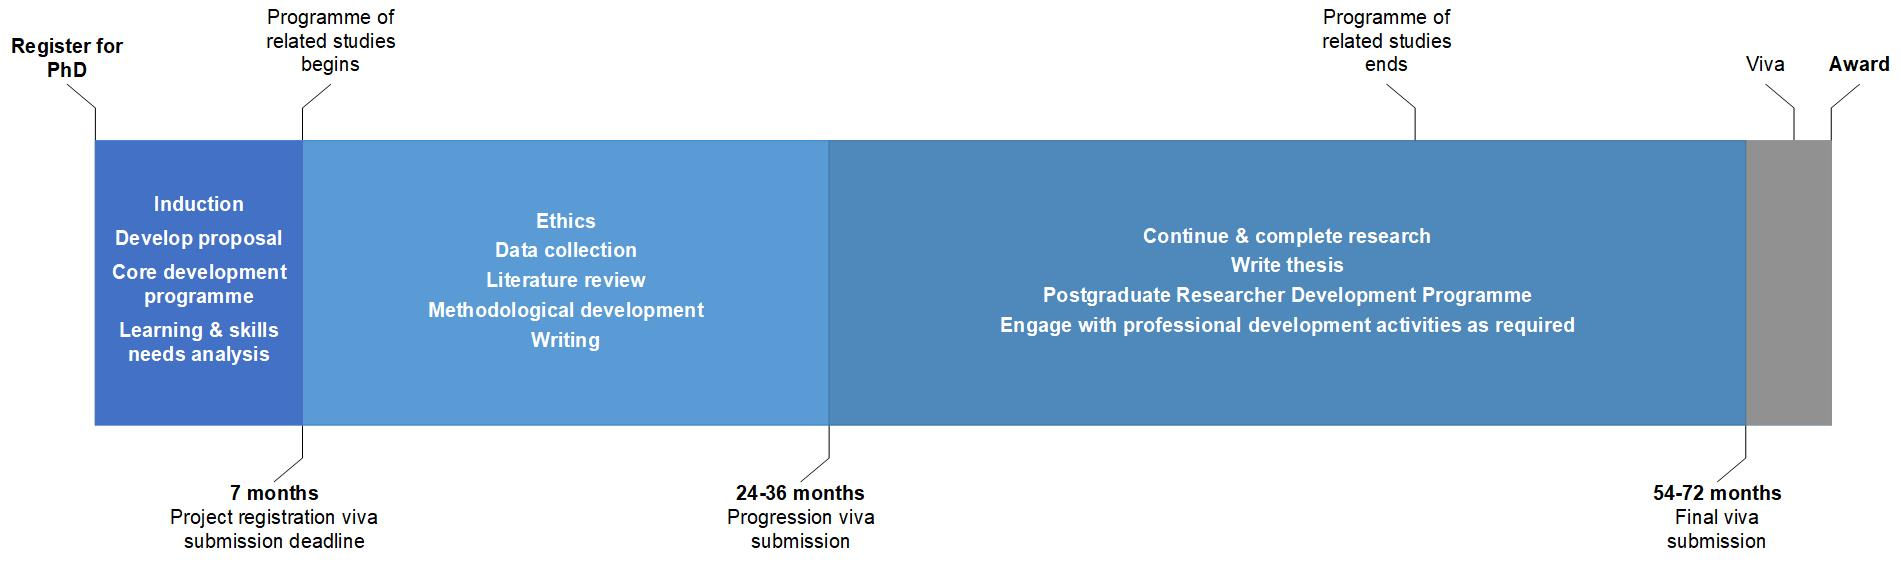 Register for
PhD
Programme of
related studies
begins
Programme of
related studies
ends
Viva
Award
Induction
Develop proposal
Core development
programme
Learning & skills
needs analysis
Ethics
Data collection
Literature review
Methodological development
Writing
Continue & complete research
Write thesis
Postgraduate Researcher Development Programme
Engage with professional development activities as required
7 months
Project registration viva
submission deadline
24-36 months
Progression viva
submission
54-72 months
Final viva
submission